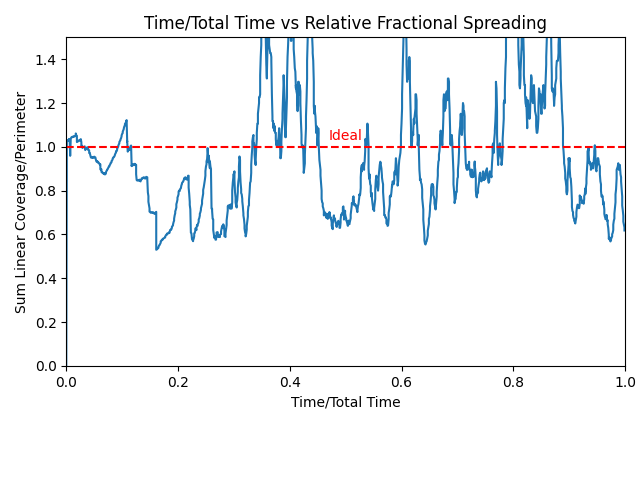 Time/Total Time vs Relative Fractional Spreading
Sum Linear Coverage/Perimeter
1.4
1.2
1.0
0.8
0.6
0.4
0.2
0.0
Ideal
0.0 0.2 0.4 0.6 0.8 1.0
Time/Total Time